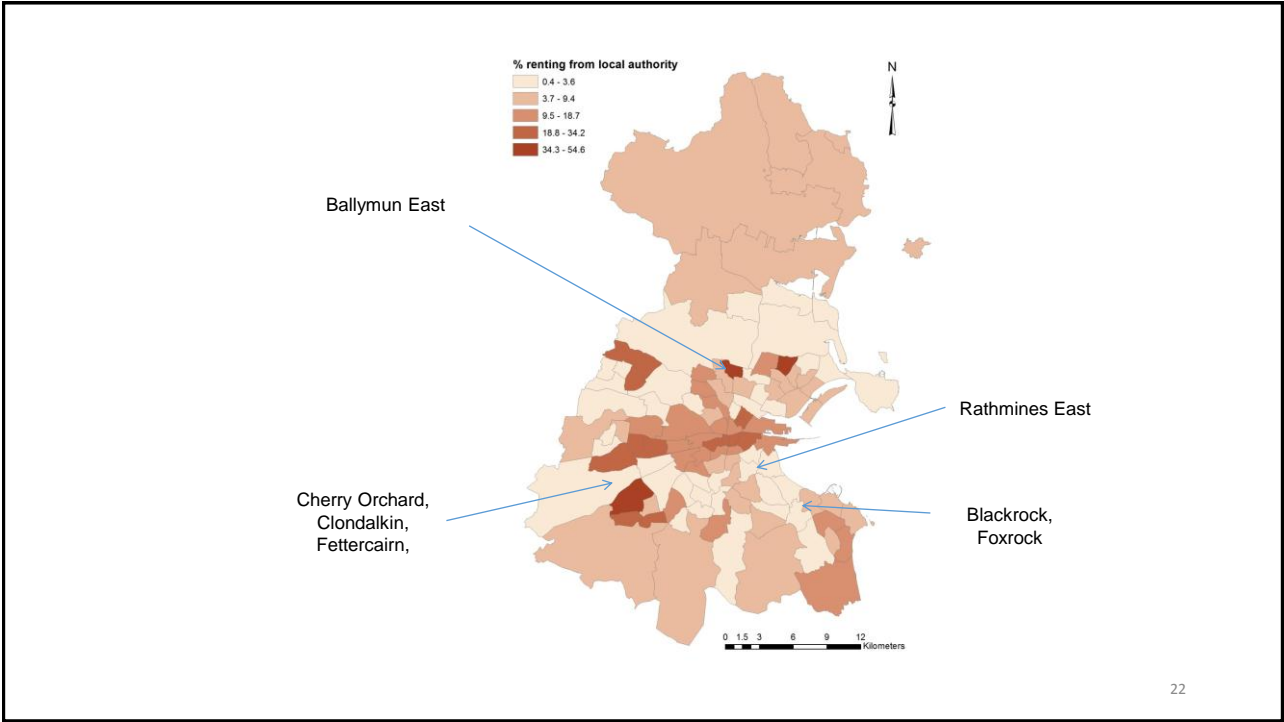 % renting from local authority
0.4 - 3.6
3.7 - 9.4
9.5 - 18.7
18.8 - 34.2
34.3 - 54.6
N
Ballymun East
Rathmines East
Cherry Orchard,
Clondalkin,
Fettercairn,
Blackrock,
Foxrock
0 1.5 3 6 9 12
Kilometers
22